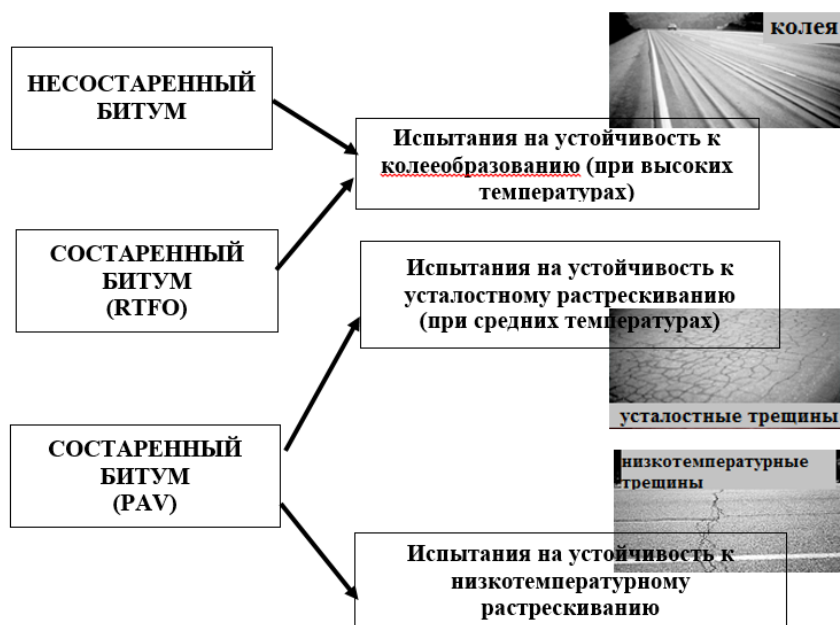 колея
НЕСОСТАРЕННЫЙ
БИТУМ
Испытания на устойчивость к
колееобразованию (при высоких
температурах)
СОСТАРЕННЫЙ
БИТУМ
(RTFO)
Испытания на устойчивость к
усталостному растрескиванию
(при средних температурах)
усталостные трещины
СОСТАРЕННЫЙ
БИТУМ
(PAV)
низкотемпературные
трещины
Испытания на устойчивость к
низкотемпературному
растрескиванию